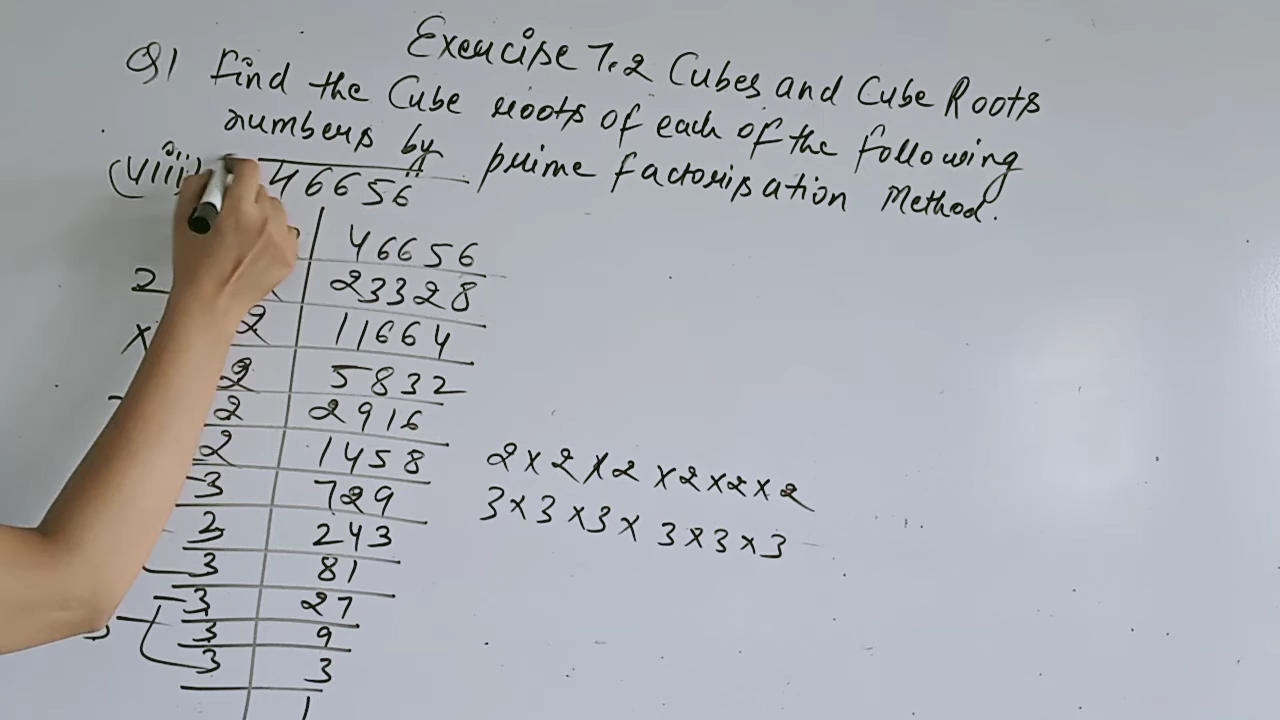 Exercise 7.2 Cubes and Cube Roots
Q1 Find the Cube roots of each of the following
numbers by prime factorisation Method.
(viii) 46656
46656
2 23328
2 11664
X 2 5832
2 2916
2 1458
3 729
3 243
3 81
3 27
3 9
3 3
1
2 × 2 × 2 × 2 × 2 × 2
3 × 3 × 3 × 3 × 3 × 3